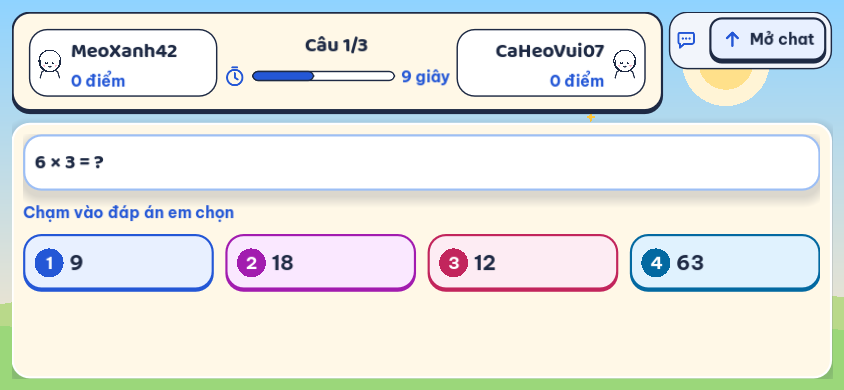 MeoXanh42
0 điểm
Câu 1/3
9 giây
CaHeoVui07
0 điểm
Mở chat
6 × 3 = ?
Chạm vào đáp án em chọn
1 9
2 18
3 12
4 63